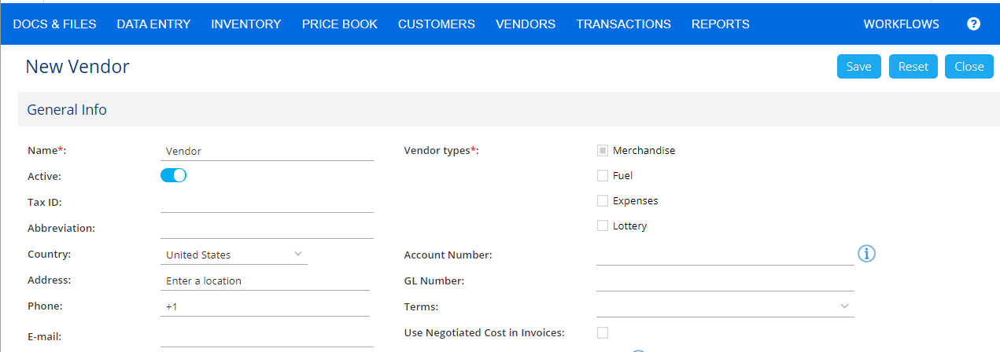 DOCS & FILES DATA ENTRY INVENTORY PRICE BOOK CUSTOMERS VENDORS TRANSACTIONS REPORTS WORKFLOWS ?
New Vendor Save Reset Close
General Info
Name*: Vendor Vendor types*: Merchandise
Active: Fuel
Tax ID: Expenses
Abbreviation: Lottery
Country: United States Account Number: i
Address: Enter a location GL Number:
Phone: +1 Terms:
E-mail: Use Negotiated Cost in Invoices: